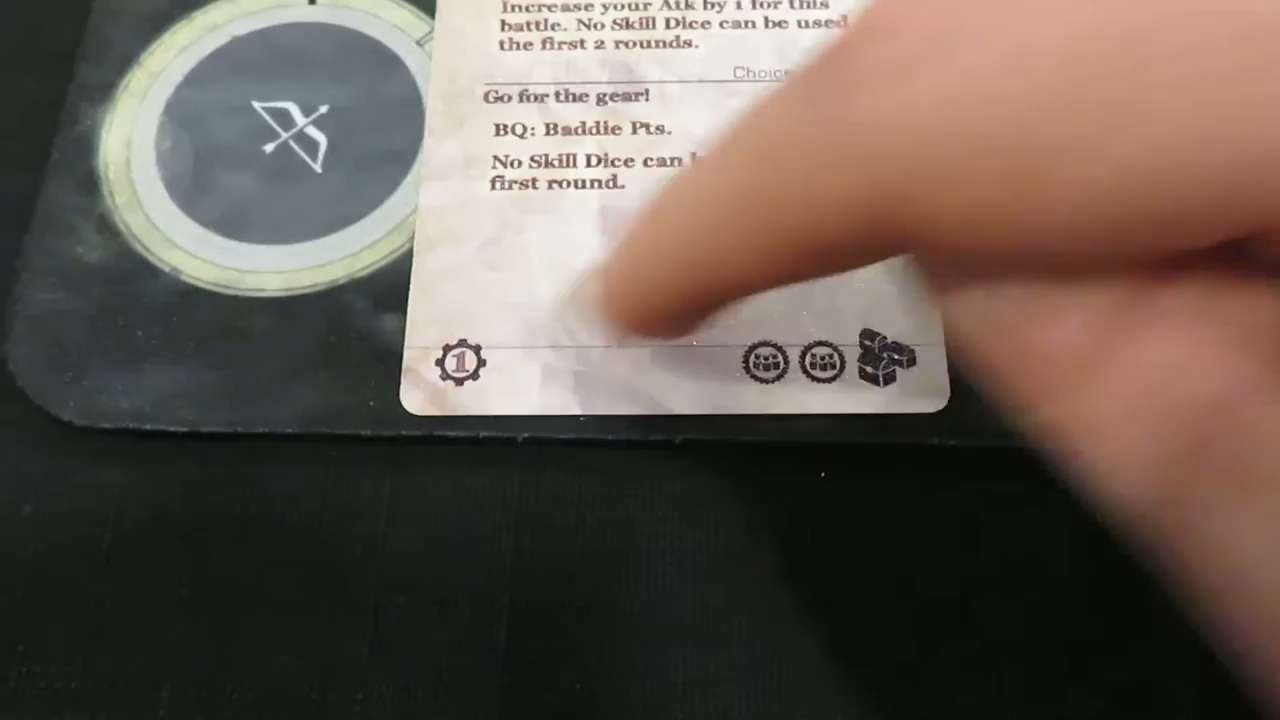 Increase your Atk by 1 for this
battle. No Skill Dice can be used
the first 2 rounds.
Go for the gear!
BQ: Baddie Pts.
No Skill Dice can
first round.
1